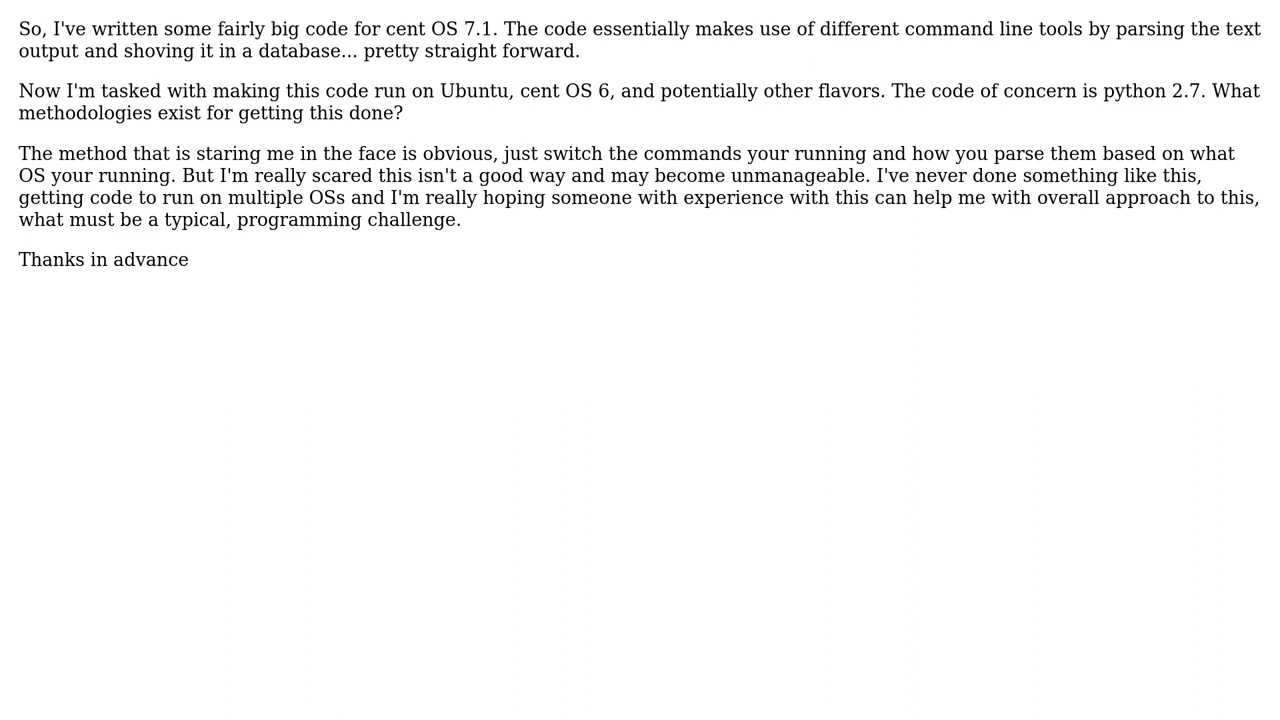 So, I've written some fairly big code for cent OS 7.1. The code essentially makes use of different command line tools by parsing the text
output and shoving it in a database... pretty straight forward.
Now I'm tasked with making this code run on Ubuntu, cent OS 6, and potentially other flavors. The code of concern is python 2.7. What
methodologies exist for getting this done?
The method that is staring me in the face is obvious, just switch the commands your running and how you parse them based on what
OS your running. But I'm really scared this isn't a good way and may become unmanageable. I've never done something like this,
getting code to run on multiple OSs and I'm really hoping someone with experience with this can help me with overall approach to this,
what must be a typical, programming challenge.
Thanks in advance